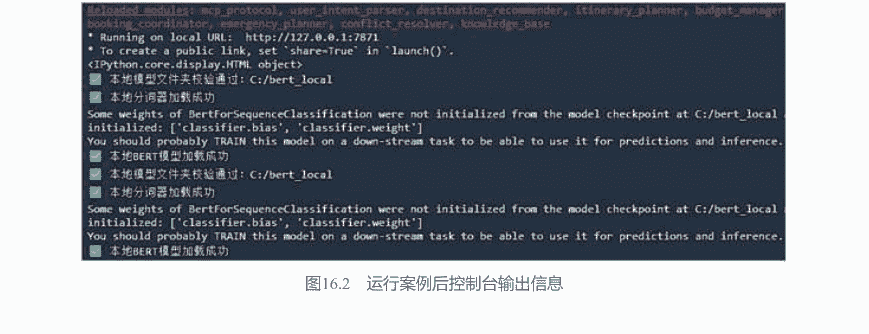 Reloaded modules: mcp_protocol, user_intent_parser, destination_recommender, itinerary_planner, budget_manager
booking_coordinator, emergency_planner, conflict_resolver, knowledge_base
* Running on local URL: http://127.0.0.1:7871
* To create a public link, set `share=True` in `launch()`.
<IPython.core.display.HTML object>
✅ 本地模型文件夹校验通过：C:/bert_local
✅ 本地分词器加载成功
Some weights of BertForSequenceClassification were not initialized from the model checkpoint at C:/bert_local
initialized: ['classifier.bias', 'classifier.weight']
You should probably TRAIN this model on a down-stream task to be able to use it for predictions and inference.
✅ 本地BERT模型加载成功
✅ 本地模型文件夹校验通过：C:/bert_local
✅ 本地分词器加载成功
Some weights of BertForSequenceClassification were not initialized from the model checkpoint at C:/bert_local
initialized: ['classifier.bias', 'classifier.weight']
You should probably TRAIN this model on a down-stream task to be able to use it for predictions and inference.
✅ 本地BERT模型加载成功
图16.2 运行案例后控制台输出信息